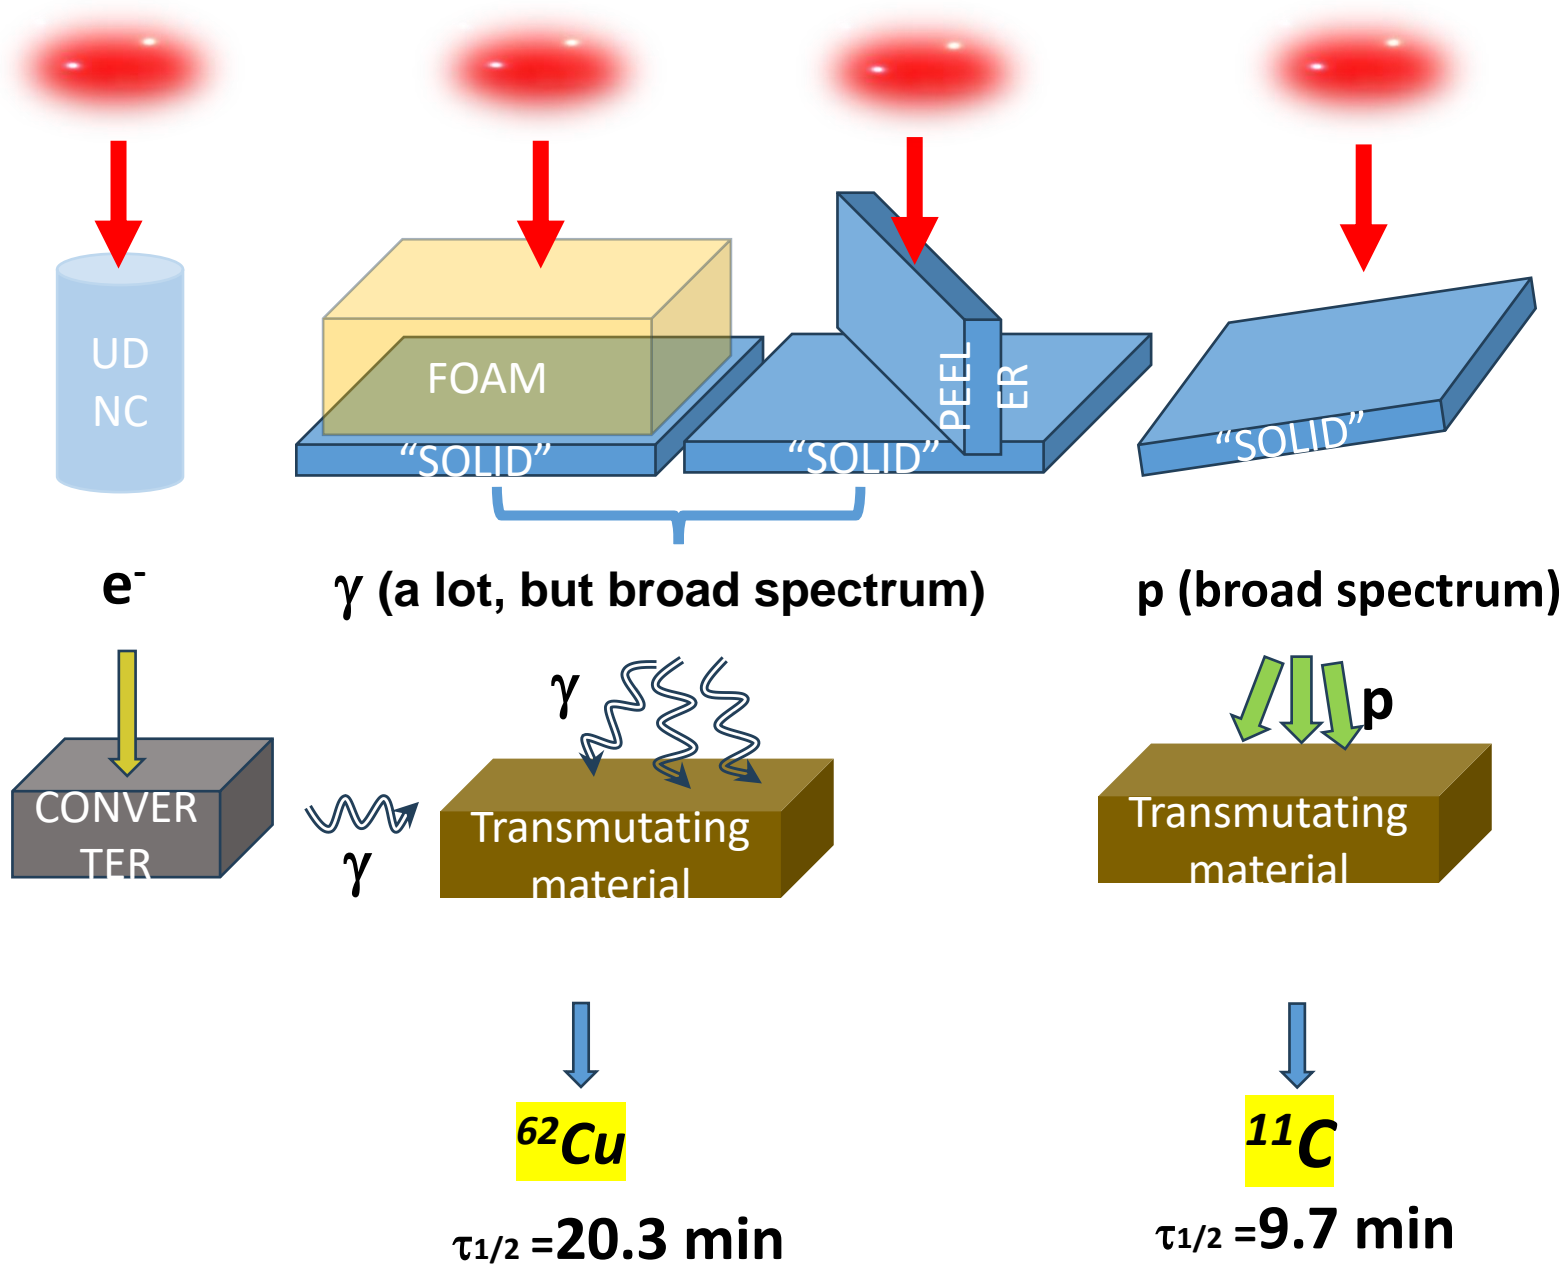 UD
NC
FOAM
“SOLID”
“SOLID”
PEEL
ER
“SOLID”
e-
γ (a lot, but broad spectrum)
p (broad spectrum)
γ
p
CONVER
TER
γ
Transmutating
material
Transmutating
material
62Cu
11C
τ1/2 =20.3 min
τ1/2 =9.7 min